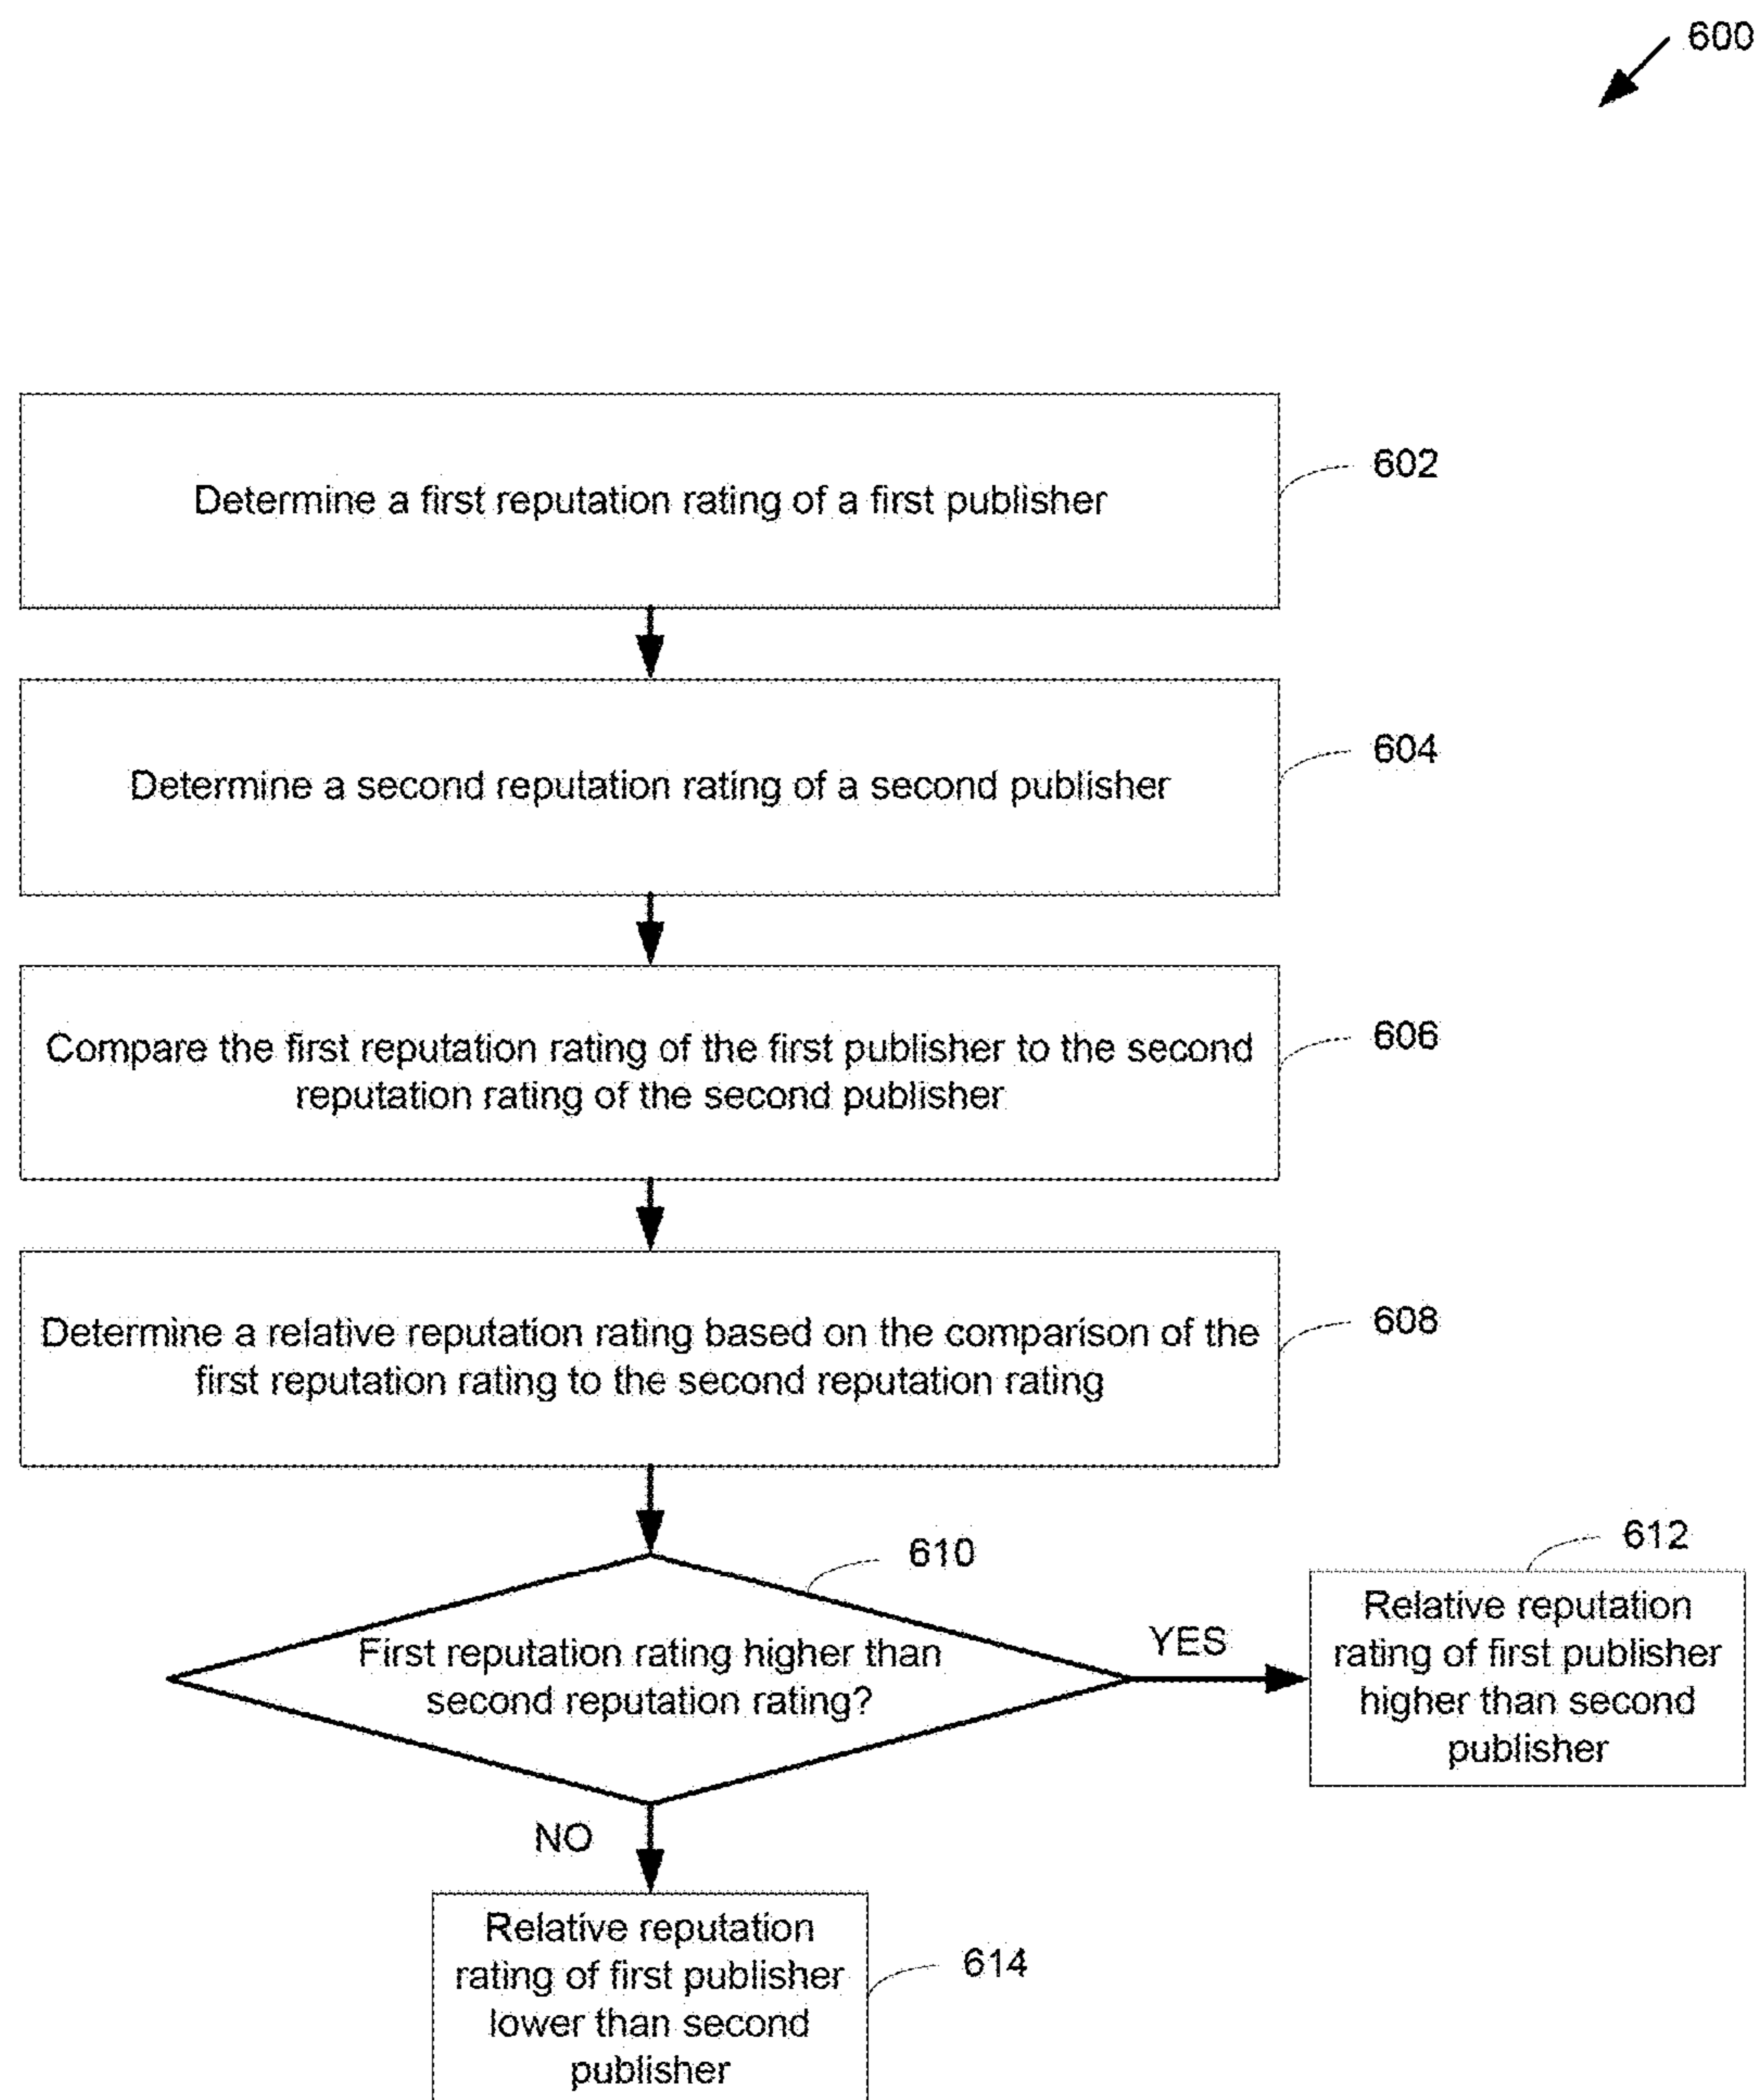 600
Determine a first reputation rating of a first publisher
602
Determine a second reputation rating of a second publisher
604
Compare the first reputation rating of the first publisher to the second
reputation rating of the second publisher
606
Determine a relative reputation rating based on the comparison of the
first reputation rating to the second reputation rating
608
610
First reputation rating higher than
second reputation rating?
YES
612
Relative reputation
rating of first publisher
higher than second
publisher
NO
Relative reputation
rating of first publisher
lower than second
publisher
614